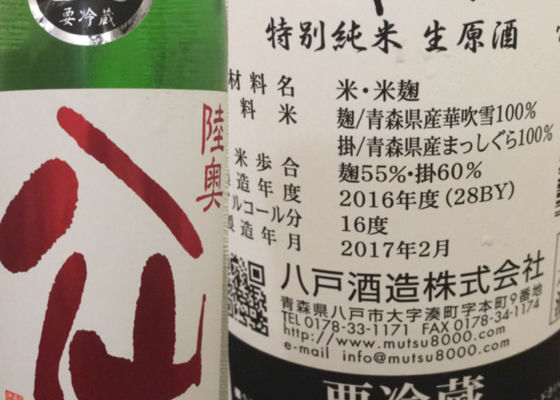 要冷蔵
陸奥
八仙
特別純米 生原酒
材料名 米・米麹
料米 麹/青森県産華吹雪100%
掛/青森県産まっしぐら100%
米歩合 麹55%・掛60%
造年度 2016年度(28BY)
ルコール分 16度
製造年月 2017年2月
八戸酒造株式会社
青森県八戸市大字湊町字本町9番地
TEL 0178-33-1171 FAX 0178-34-1174
http://www.mutsu8000.com
e-mail info@mutsu8000.com
要冷蔵